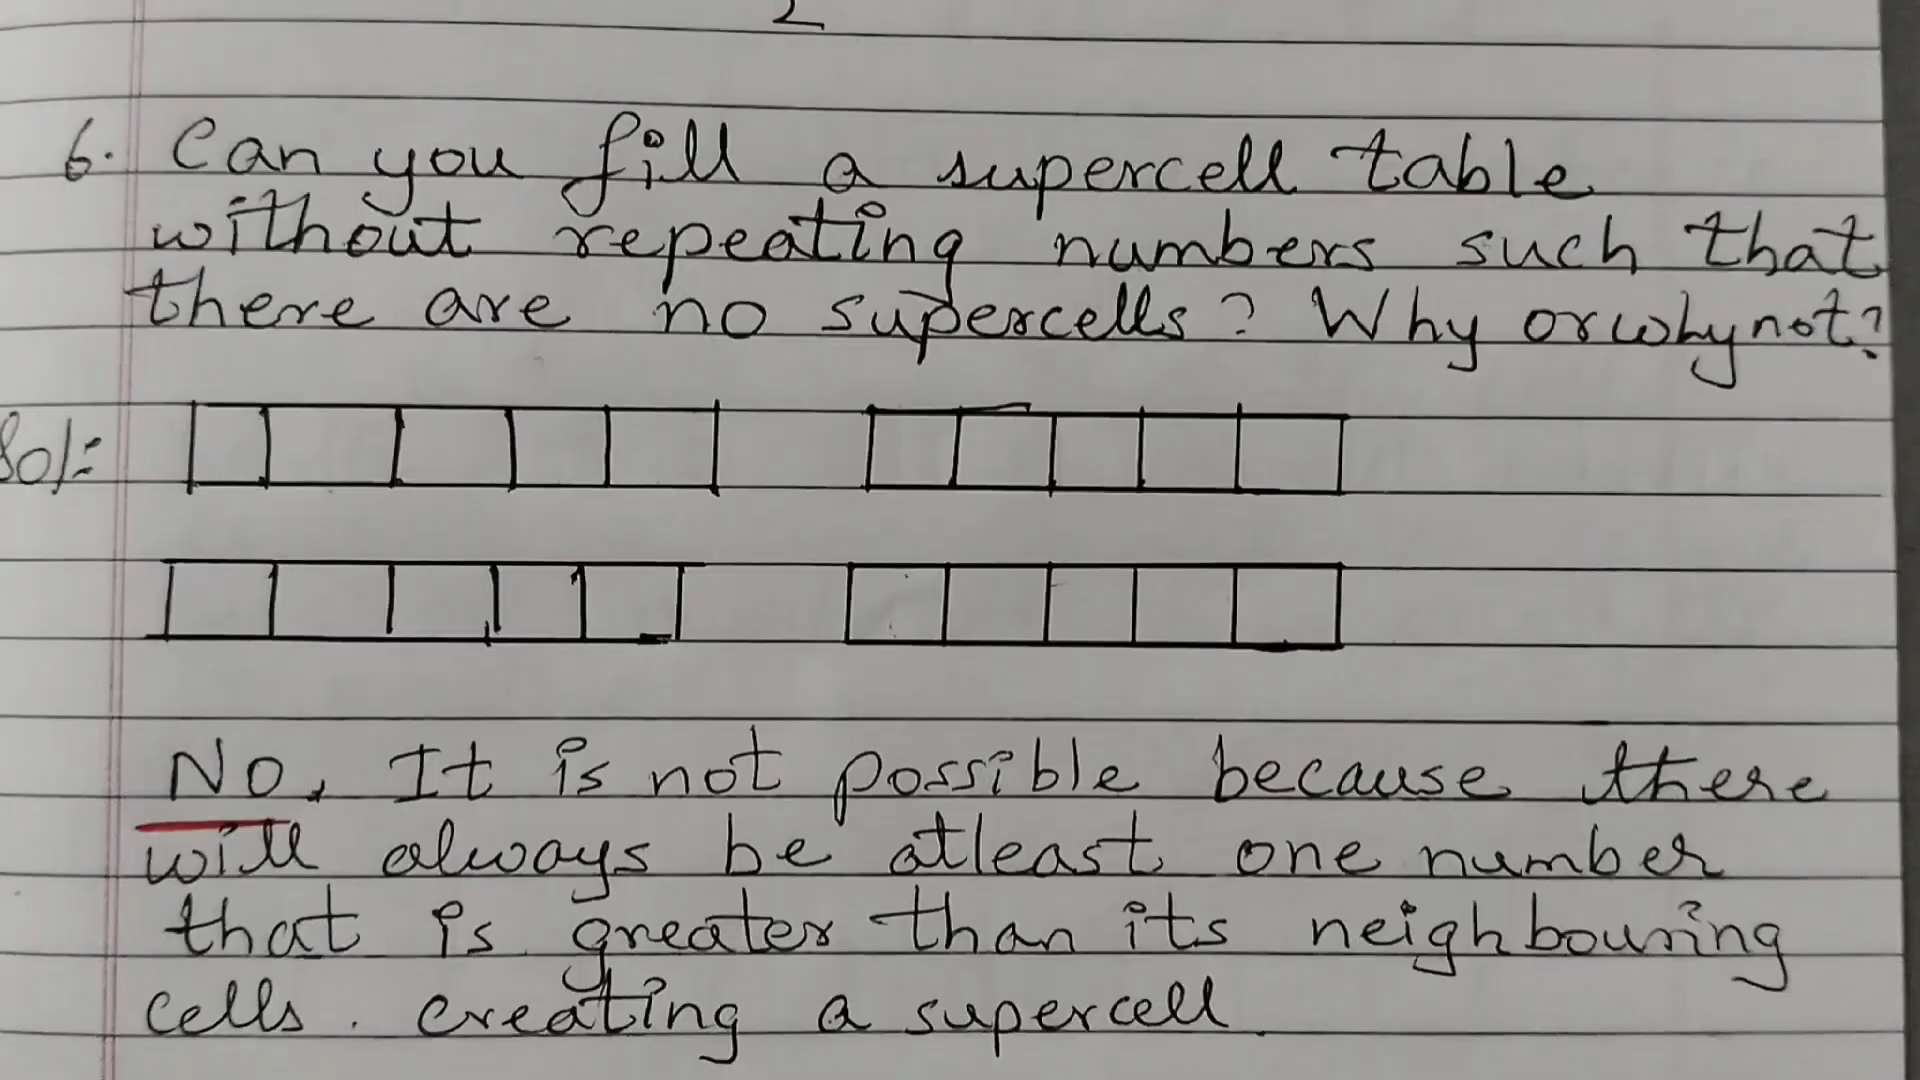 6. Can you fill a supercell table
without repeating numbers such that
there are no supercells? Why or why not?
Sol:
No, It is not possible because there
will always be atleast one number
that is greater than its neighbouring
cells. creating a supercell.